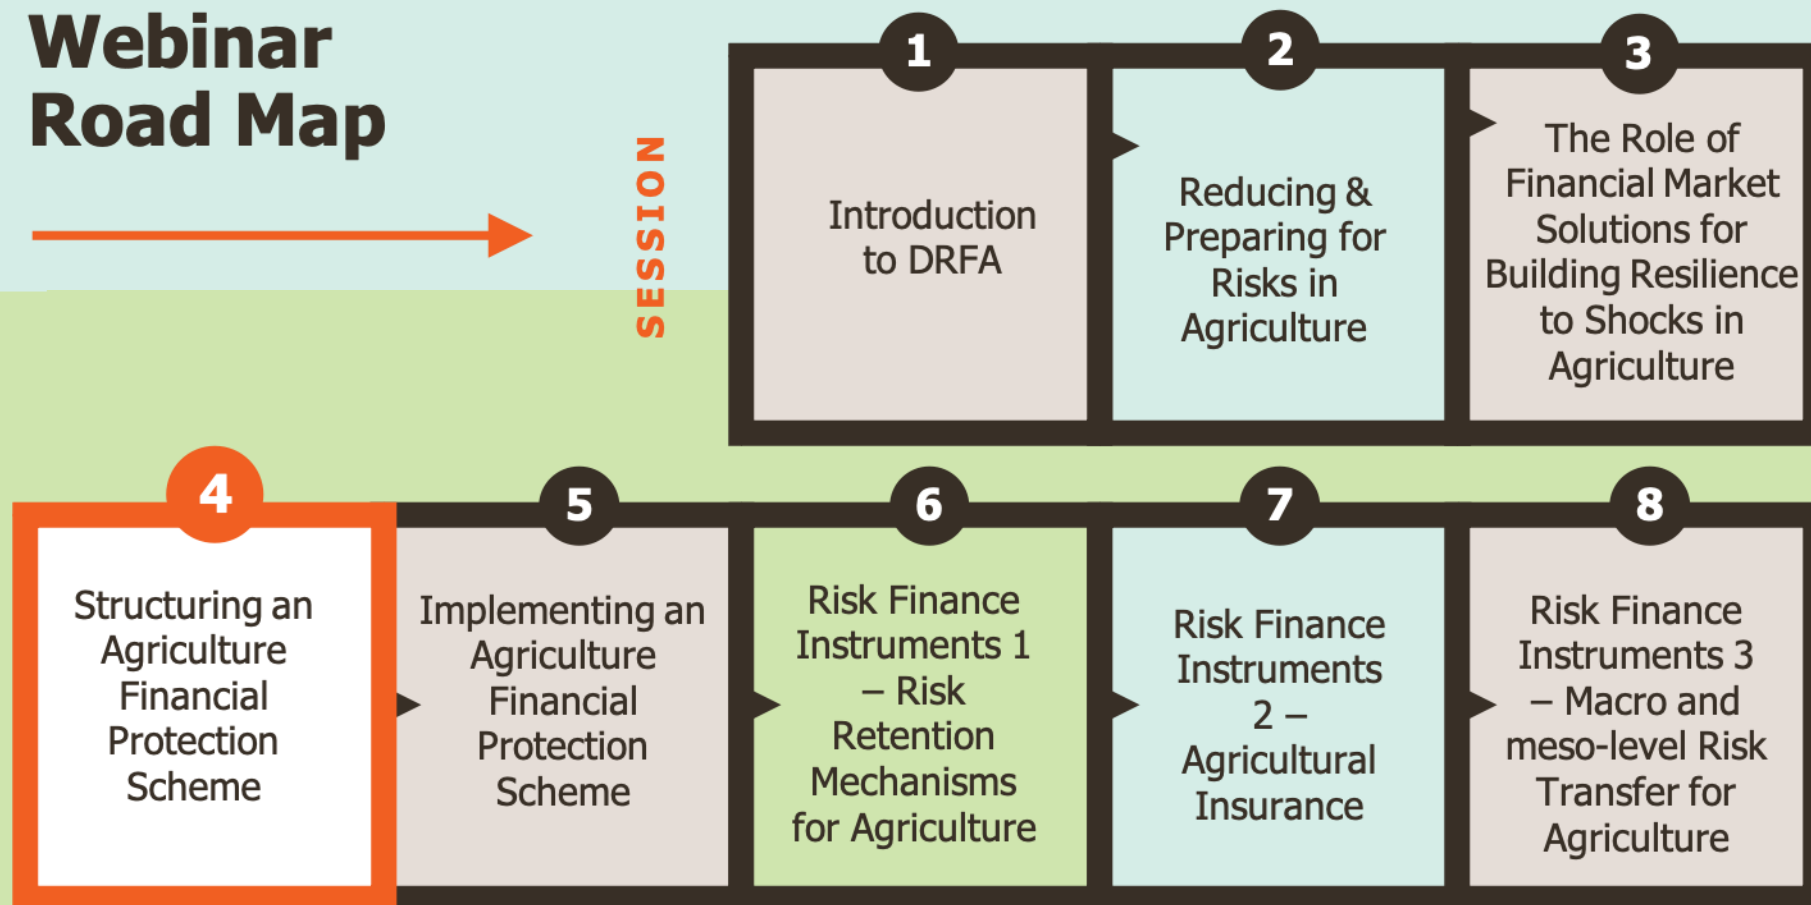 Webinar
Road Map
SESSION
1
Introduction
to DRFA
2
Reducing &
Preparing for
Risks in
Agriculture
3
The Role of
Financial Market
Solutions for
Building Resilience
to Shocks in
Agriculture
4
Structuring an
Agriculture
Financial
Protection
Scheme
5
Implementing an
Agriculture
Financial
Protection
Scheme
6
Risk Finance
Instruments 1
– Risk
Retention
Mechanisms
for Agriculture
7
Risk Finance
Instruments
2 –
Agricultural
Insurance
8
Risk Finance
Instruments 3
– Macro and
meso-level Risk
Transfer for
Agriculture